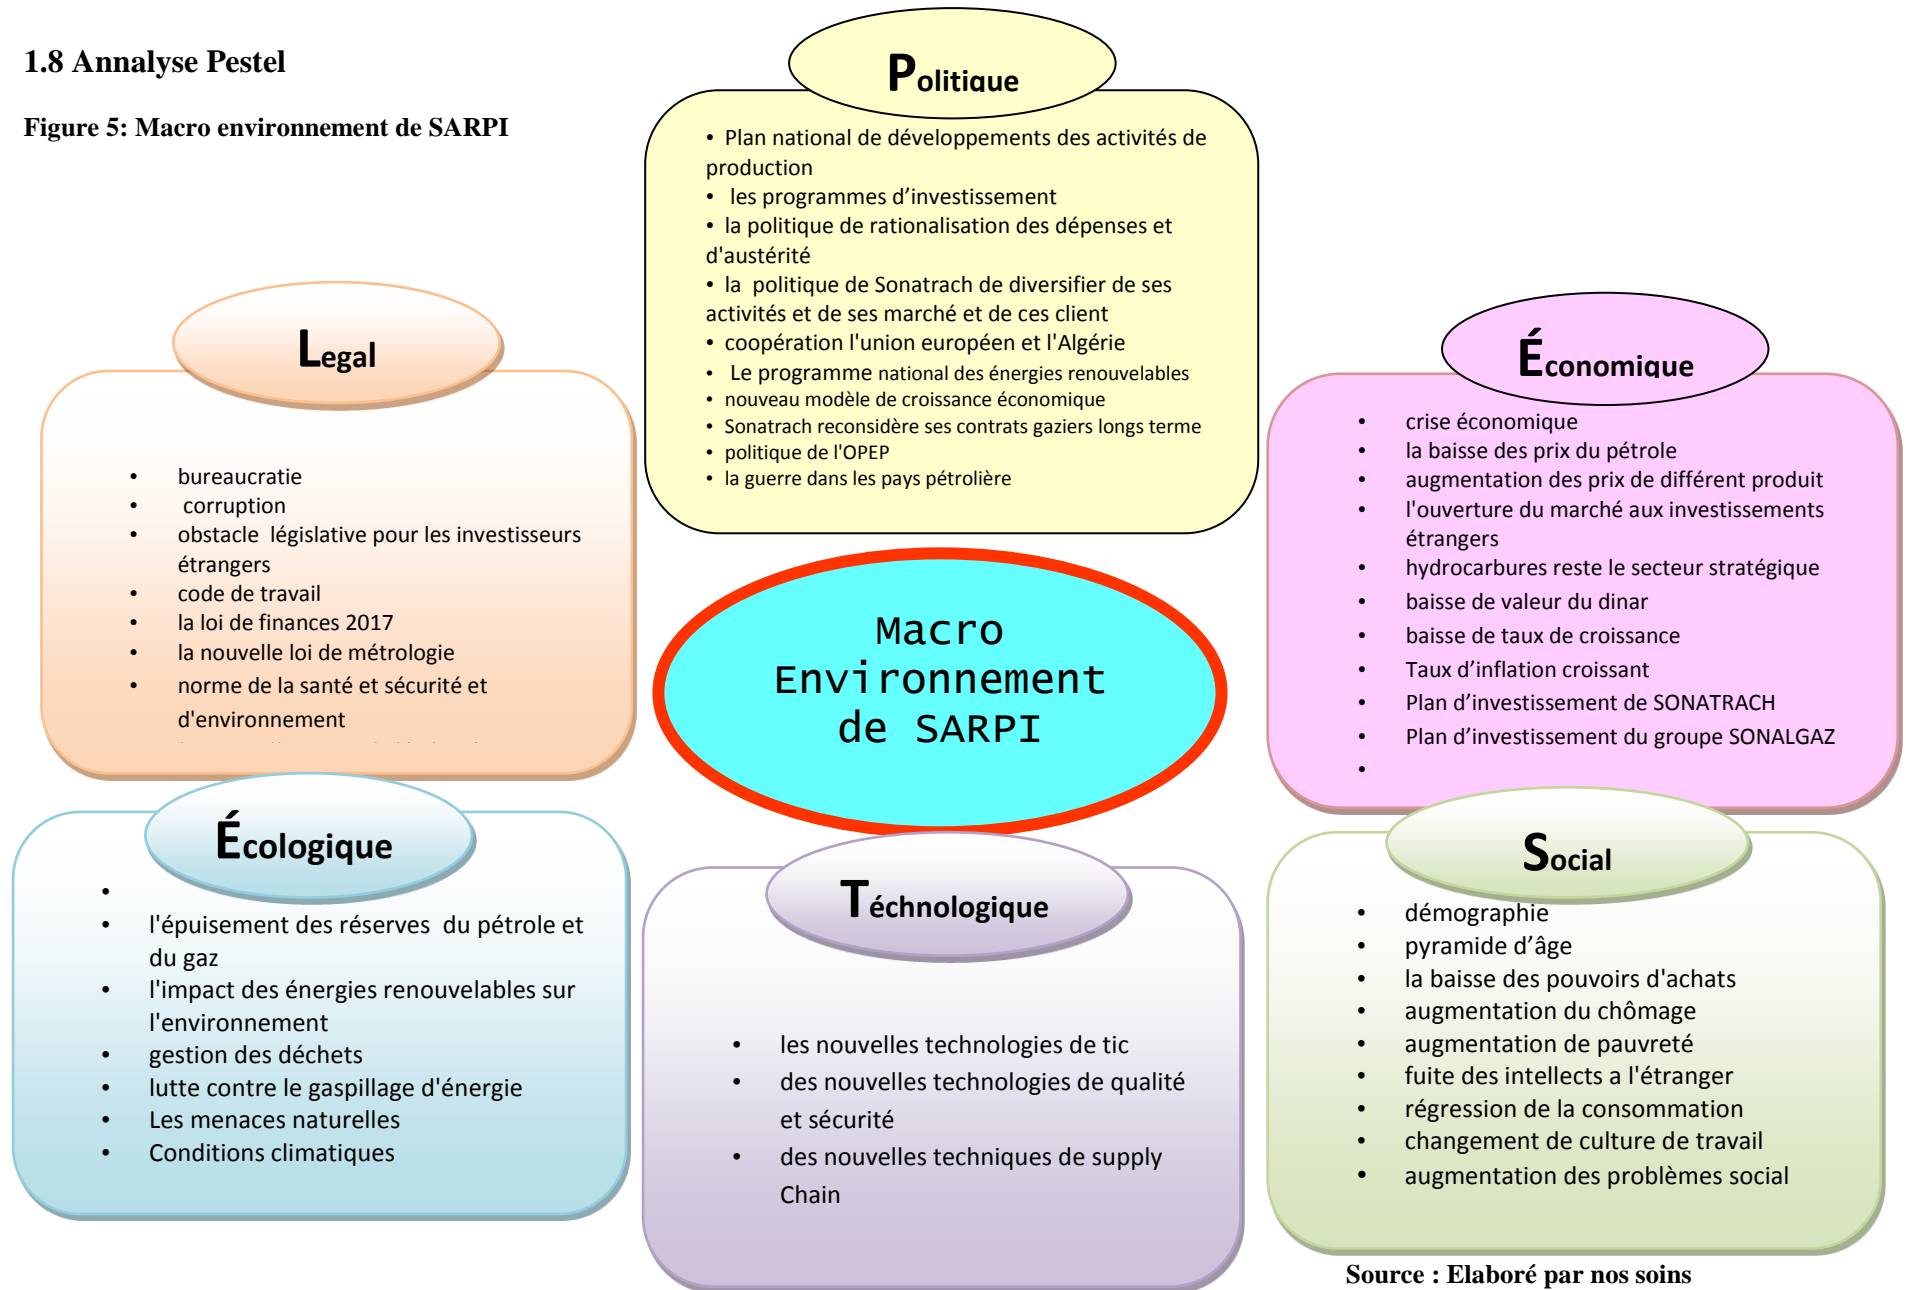 1.8 Annalyse Pestel
Figure 5: Macro environnement de SARPI
Politique
• Plan national de développements des activités de
production
• les programmes d’investissement
• la politique de rationalisation des dépenses et
d'austérité
• la politique de Sonatrach de diversifier de ses
activités et de ses marché et de ces client
• coopération l'union européen et l'Algérie
• Le programme national des énergies renouvelables
• nouveau modèle de croissance économique
• Sonatrach reconsidère ses contrats gaziers longs terme
• politique de l'OPEP
• la guerre dans les pays pétrolière
Legal
• bureaucratie
• corruption
• obstacle législative pour les investisseurs
étrangers
• code de travail
• la loi de finances 2017
• la nouvelle loi de métrologie
• norme de la santé et sécurité et
d'environnement
Économique
• crise économique
• la baisse des prix du pétrole
• augmentation des prix de différent produit
• l'ouverture du marché aux investissements
étrangers
• hydrocarbures reste le secteur stratégique
• baisse de valeur du dinar
• baisse de taux de croissance
• Taux d’inflation croissant
• Plan d’investissement de SONATRACH
• Plan d’investissement du groupe SONALGAZ
•
Macro
Environnement
de SARPI
Écologique
•
• l'épuisement des réserves du pétrole et
du gaz
• l'impact des énergies renouvelables sur
l'environnement
• gestion des déchets
• lutte contre le gaspillage d'énergie
• Les menaces naturelles
• Conditions climatiques
Téchnologique
• les nouvelles technologies de tic
• des nouvelles technologies de qualité
et sécurité
• des nouvelles techniques de supply
Chain
Social
• démographie
• pyramide d’âge
• la baisse des pouvoirs d'achats
• augmentation du chômage
• augmentation de pauvreté
• fuite des intellects a l'étranger
• régression de la consommation
• changement de culture de travail
• augmentation des problèmes social
Source : Elaboré par nos soins